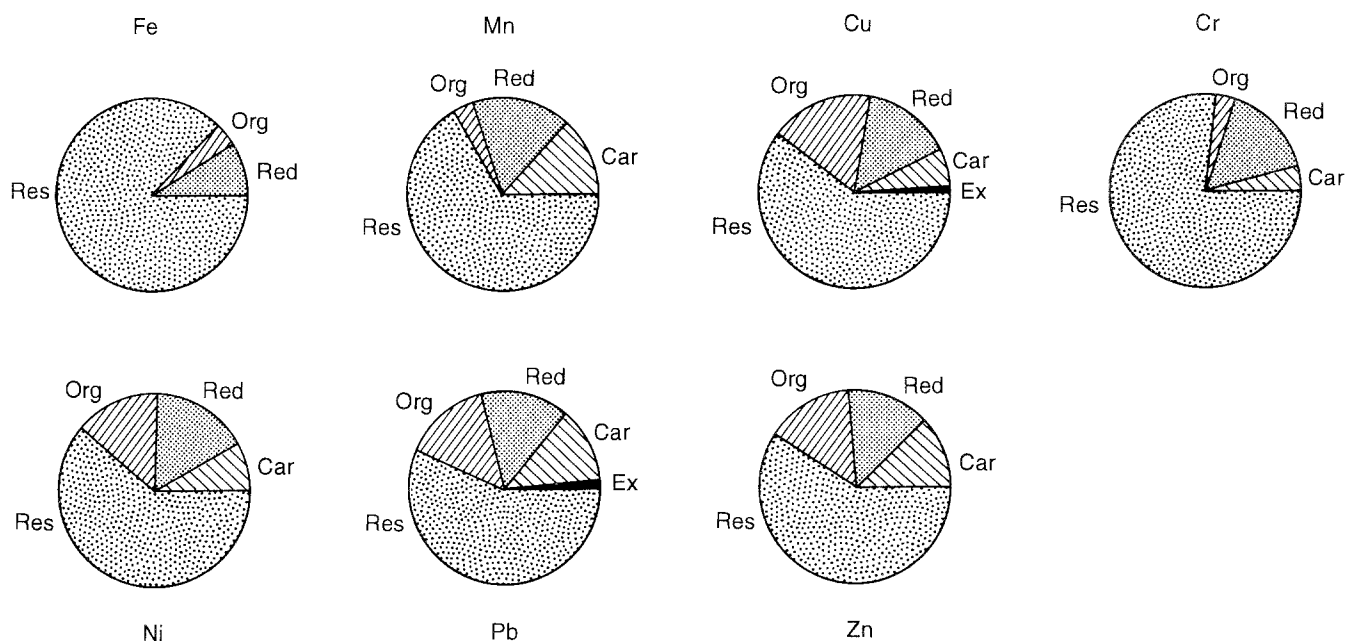 Fe
Mn
Cu
Cr
Org
Red
Res
Org
Red
Car
Res
Org
Red
Car
Ex
Res
Org
Red
Car
Res
Org
Red
Car
Res
Org
Red
Car
Ex
Res
Org
Red
Car
Res
Ni
Pb
Zn